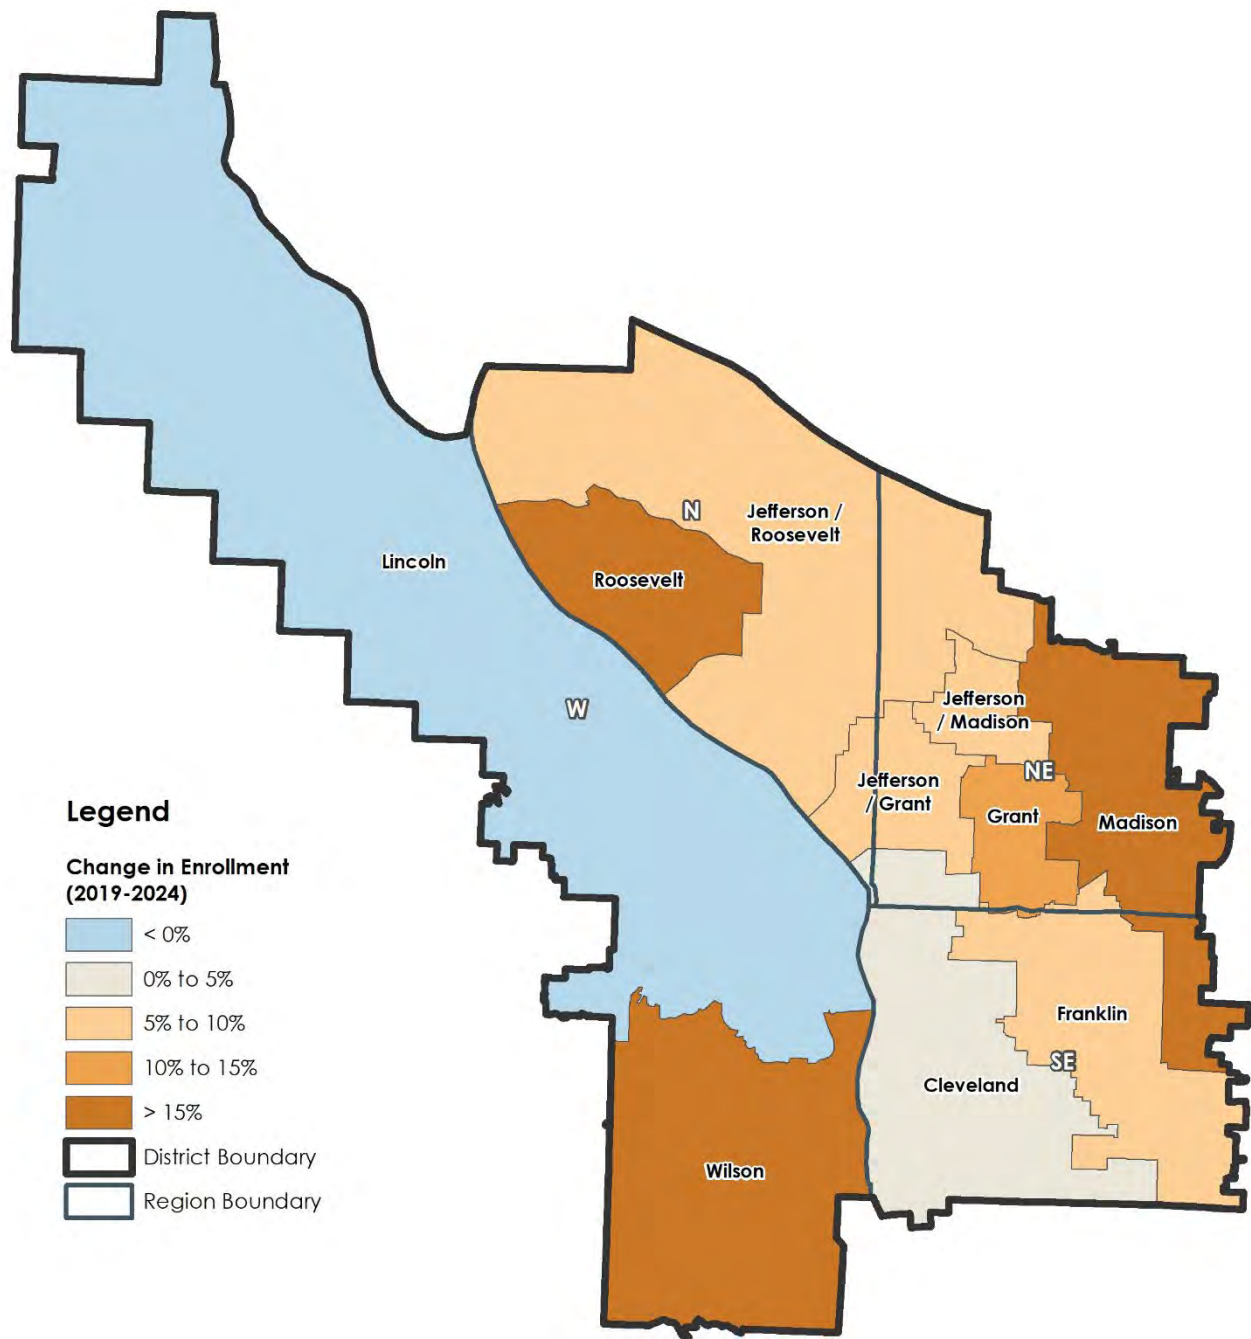 N
Jefferson /
Roosevelt
Lincoln
Roosevelt
W
Jefferson
/ Madison
NE
Jefferson
/ Grant
Grant
Madison
Legend
Change in Enrollment
(2019-2024)
< 0%
0% to 5%
5% to 10%
10% to 15%
> 15%
District Boundary
Region Boundary
Franklin
SE
Cleveland
Wilson